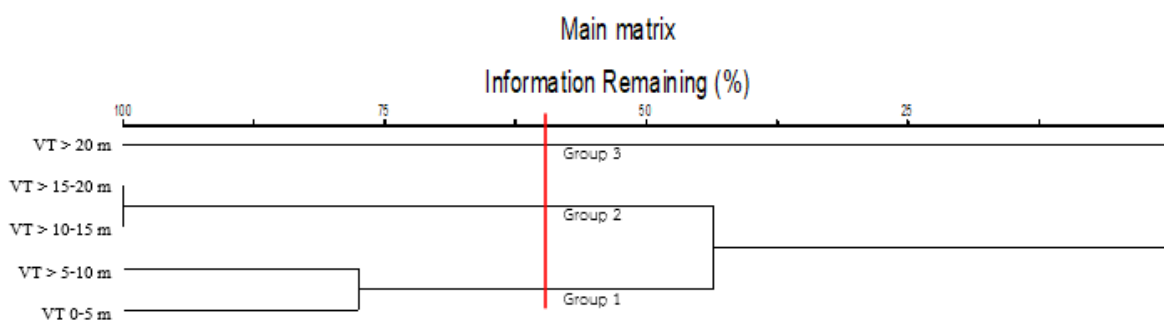 Main matrix
Information Remaining (%)
100 75 50 25
VT > 20 m
Group 3
VT > 15-20 m
Group 2
VT > 10-15 m
VT > 5-10 m
Group 1
VT 0-5 m